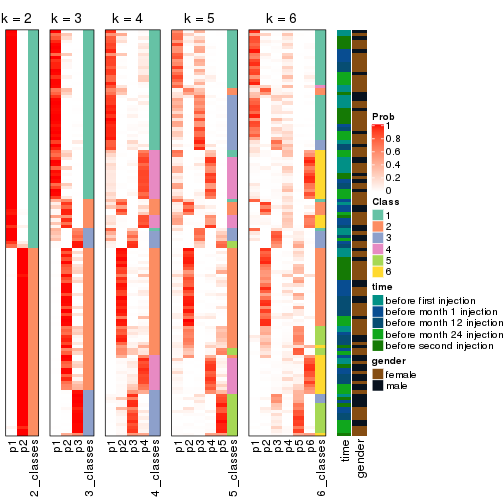 k = 2
k = 3
k = 4
k = 5
k = 6
Prob
1
0.8
0.6
0.4
0.2
0
Class
1
2
3
4
5
6
time
before first injection
before month 1 injection
before month 12 injection
before month 24 injection
before second injection
gender
female
male
p1
p2
2_classes
p1
p2
p3
3_classes
p1
p2
p3
p4
4_classes
p1
p2
p3
p4
p5
5_classes
p1
p2
p3
p4
p5
p6
6_classes
time
gender